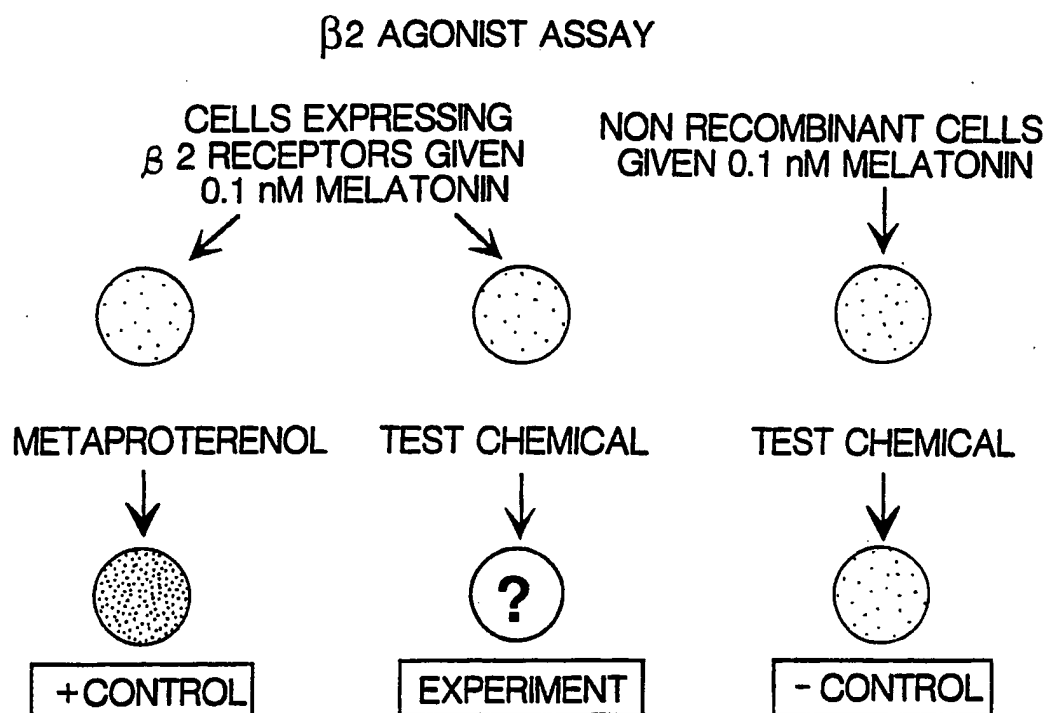 β2 AGONIST ASSAY
CELLS EXPRESSING
β 2 RECEPTORS GIVEN
0.1 nM MELATONIN
NON RECOMBINANT CELLS
GIVEN 0.1 nM MELATONIN
METAPROTERENOL
TEST CHEMICAL
TEST CHEMICAL
?
+CONTROL
EXPERIMENT
- CONTROL